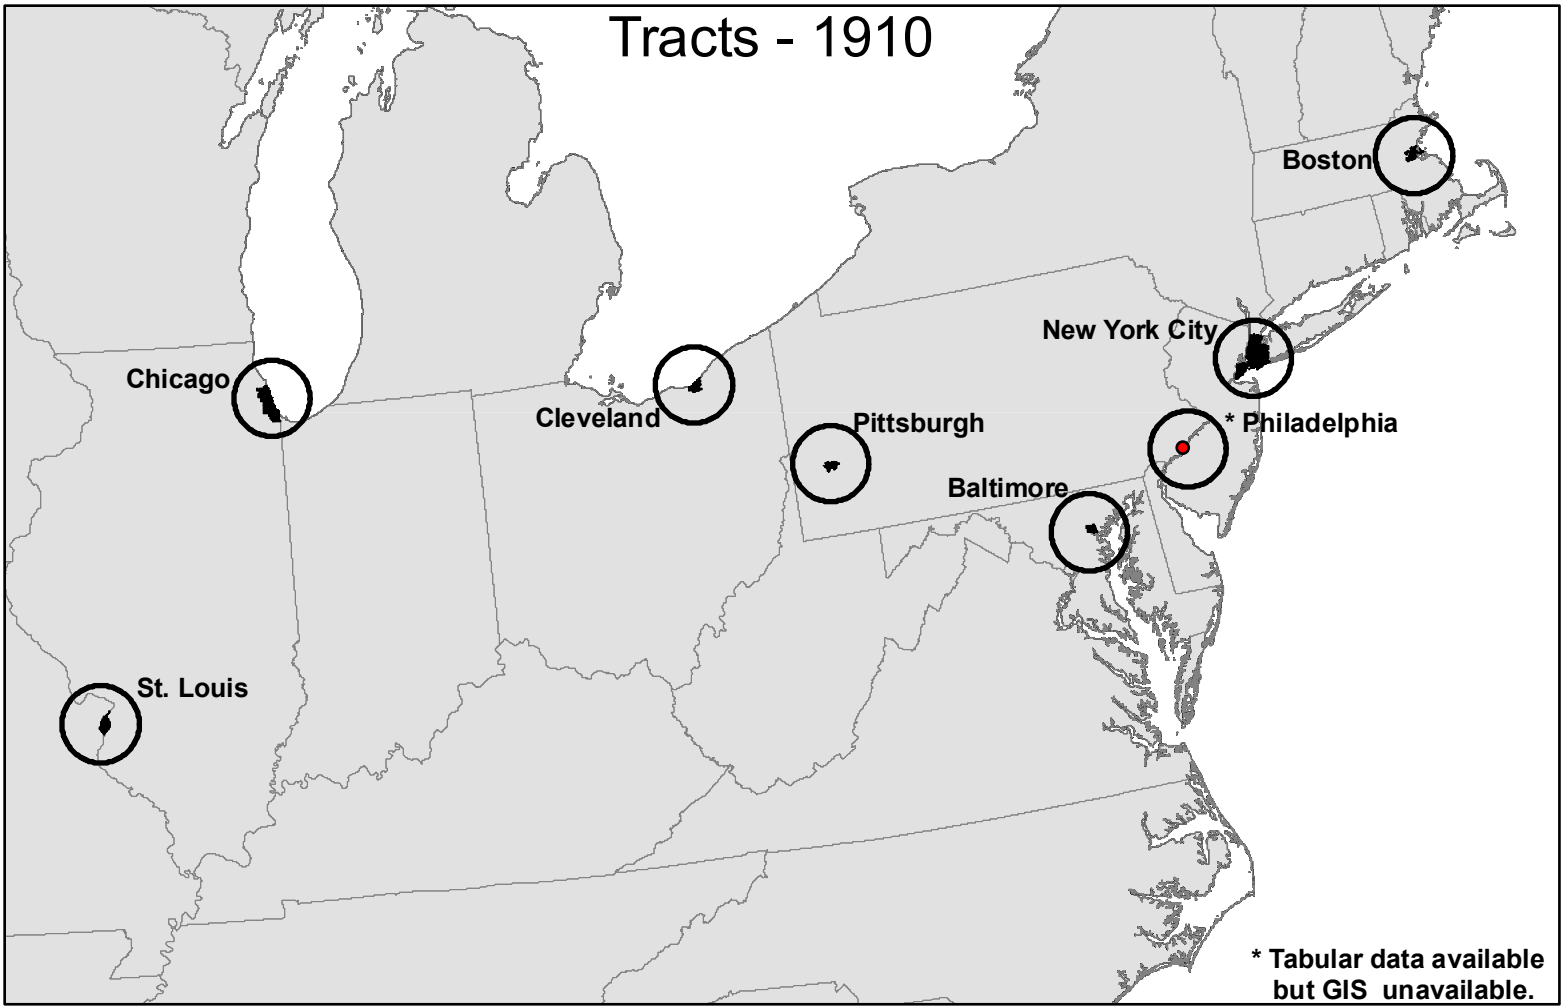 Tracts - 1910
Boston
New York City
Chicago
Cleveland
Pittsburgh
* Philadelphia
Baltimore
St. Louis
* Tabular data available
but GIS unavailable.